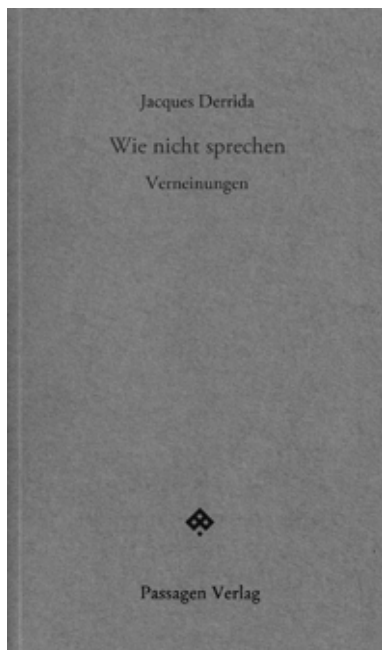 Jacques Derrida
Wie nicht sprechen
Verneinungen
Passagen Verlag